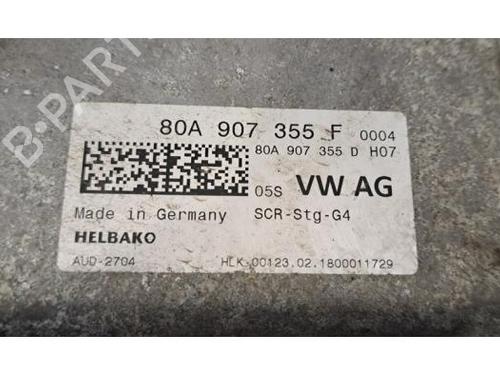 80A 907 355 F 0004
80A 907 355 D H07
05S VW AG
Made in Germany SCR-Stg-G4
HELBAKO
AUD-2704 HLK-00123.02.1800011729
B-PARTS